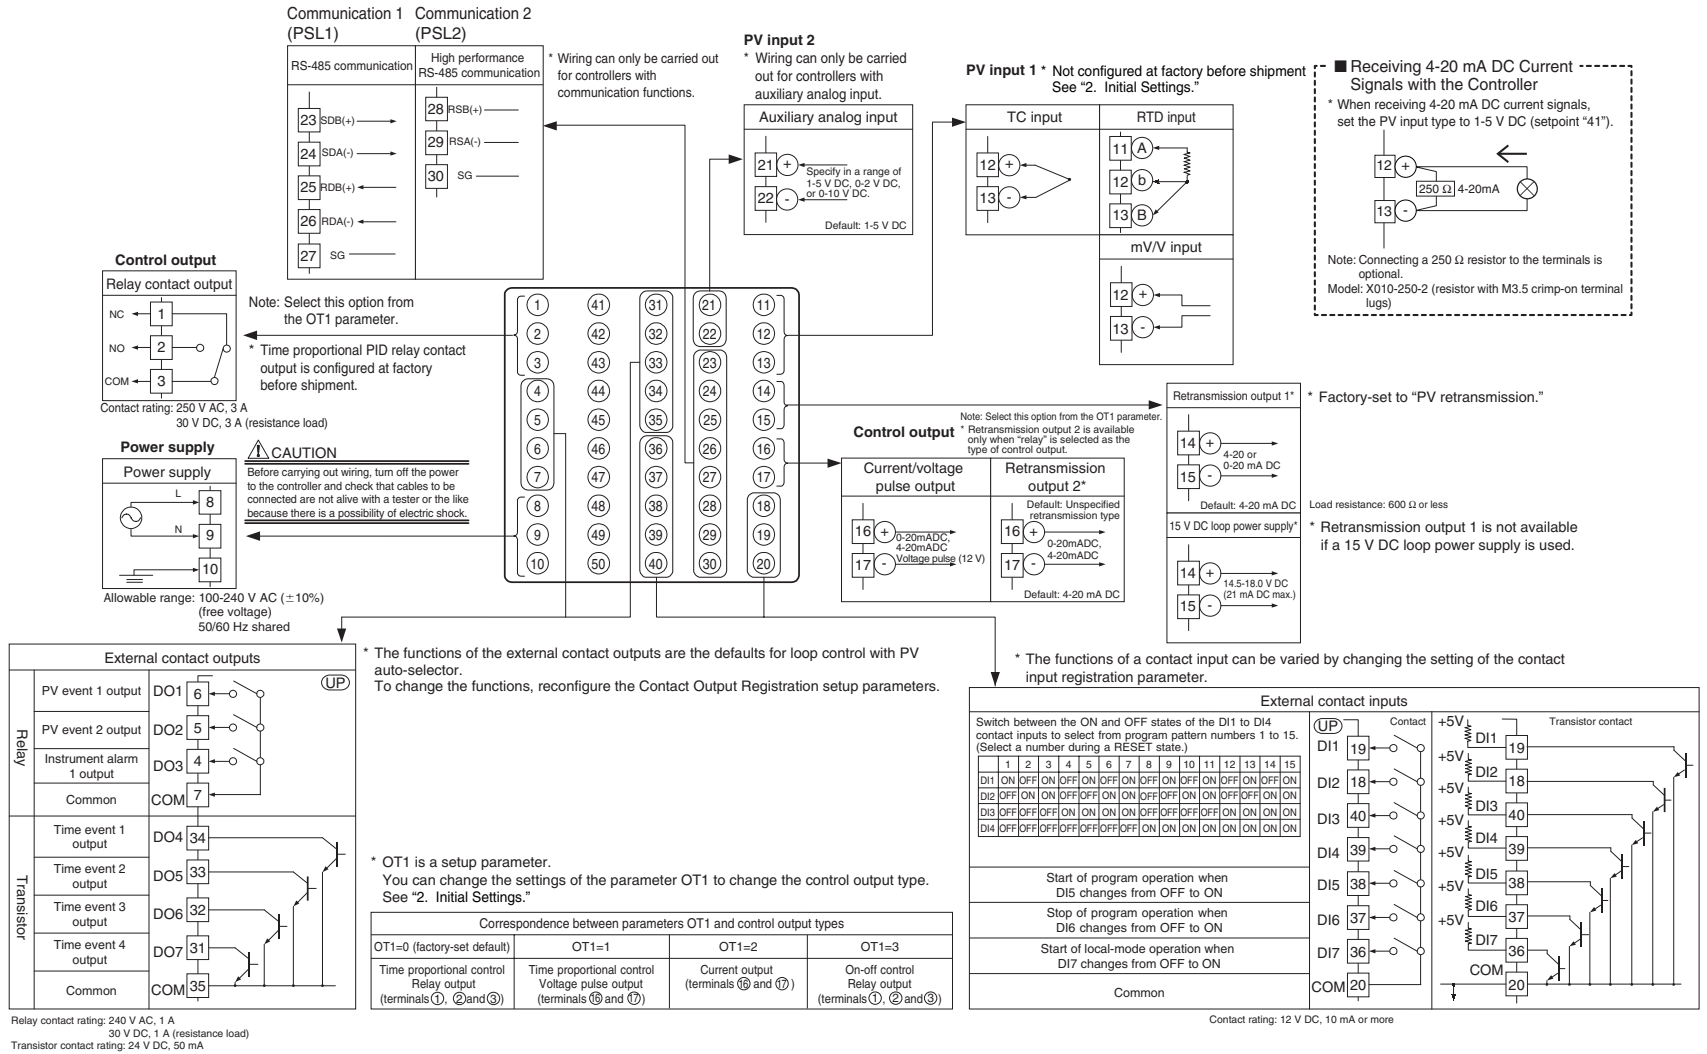 Communication 1
(PSL1)
Communication 2
(PSL2)
RS-485 communication
High performance
RS-485 communication
23 SDB(+)
24 SDA(-)
25 RDB(+)
26 RDA(-)
27 SG
28 RSB(+)
29 RSA(-)
30 SG
* Wiring can only be carried out
for controllers with
communication functions.
PV input 2
* Wiring can only be carried
out for controllers with
auxiliary analog input.
Auxiliary analog input
21 +
22 -
Specify in a range of
1-5 V DC, 0-2 V DC,
or 0-10 V DC.
Default: 1-5 V DC
PV input 1 * Not configured at factory before shipment
See “2. Initial Settings.”
TC input
12 +
13 -
RTD input
11 A
12 b
13 B
mV/V input
12 +
13 -
■ Receiving 4-20 mA DC Current
Signals with the Controller
* When receiving 4-20 mA DC current signals,
set the PV input type to 1-5 V DC (setpoint “41”).
12 +
250 Ω 4-20mA
13 -
Note: Connecting a 250 Ω resistor to the terminals is
optional.
Model: X010-250-2 (resistor with M3.5 crimp-on terminal
lugs)
Control output
Relay contact output
NC 1
NO 2
COM 3
Note: Select this option from
the OT1 parameter.
* Time proportional PID relay contact
output is configured at factory
before shipment.
Contact rating: 250 V AC, 3 A
30 V DC, 3 A (resistance load)
Power supply
Power supply
L 8
N 9
10
Allowable range: 100-240 V AC (±10%)
(free voltage)
50/60 Hz shared
CAUTION
Before carrying out wiring, turn off the power
to the controller and check that cables to be
connected are not alive with a tester or the like
because there is a possibility of electric shock.
1 41 31 21 11
2 42 32 22 12
3 43 33 23 13
4 44 34 24 14
5 45 35 25 15
6 46 36 26 16
7 47 37 27 17
8 48 38 28 18
9 49 39 29 19
10 50 40 30 20
Control output
Note: Select this option from the OT1 parameter.
* Retransmission output 2 is available
only when “relay” is selected as the
type of control output.
Current/voltage
pulse output
16 +
17 -
0-20mADC,
4-20mADC
Voltage pulse (12 V)
Retransmission
output 2*
Default: Unspecified
retransmission type
16 +
17 -
0-20mADC,
4-20mADC
Default: 4-20 mA DC
Retransmission output 1*
14 +
4-20 or
0-20 mA DC
15 -
Default: 4-20 mA DC
* Factory-set to “PV retransmission.”
Load resistance: 600 Ω or less
15 V DC loop power supply*
14 +
14.5-18.0 V DC
(21 mA DC max.)
15 -
* Retransmission output 1 is not available
if a 15 V DC loop power supply is used.
External contact outputs
UP
Relay
PV event 1 output DO1 6
PV event 2 output DO2 5
Instrument alarm
1 output
DO3 4
Common COM 7
Transistor
Time event 1
output
DO4 34
Time event 2
output
DO5 33
Time event 3
output
DO6 32
Time event 4
output
DO7 31
Common COM 35
Relay contact rating: 240 V AC, 1 A
30 V DC, 1 A (resistance load)
Transistor contact rating: 24 V DC, 50 mA
* The functions of the external contact outputs are the defaults for loop control with PV
auto-selector.
To change the functions, reconfigure the Contact Output Registration setup parameters.
* OT1 is a setup parameter.
You can change the settings of the parameter OT1 to change the control output type.
See “2. Initial Settings.”
Correspondence between parameters OT1 and control output types
OT1=0 (factory-set default) OT1=1 OT1=2 OT1=3
Time proportional control
Relay output
(terminals ①, ② and ③)
Time proportional control
Voltage pulse output
(terminals ⑯ and ⑰)
Current output
(terminals ⑯ and ⑰)
On-off control
Relay output
(terminals ①, ② and ③)
* The functions of a contact input can be varied by changing the setting of the contact
input registration parameter.
External contact inputs
Switch between the ON and OFF states of the DI1 to DI4
contact inputs to select from program pattern numbers 1 to 15.
(Select a number during a RESET state.)
1 2 3 4 5 6 7 8 9 10 11 12 13 14 15
DI1 ON OFF ON OFF ON OFF ON OFF ON OFF ON OFF ON OFF ON
DI2 OFF ON ON OFF OFF ON ON OFF OFF ON ON OFF OFF ON ON
DI3 OFF OFF OFF ON ON ON ON OFF OFF OFF OFF ON ON ON ON
DI4 OFF OFF OFF OFF OFF OFF OFF ON ON ON ON ON ON ON ON
Start of program operation when
DI5 changes from OFF to ON
Stop of program operation when
DI6 changes from OFF to ON
Start of local-mode operation when
DI7 changes from OFF to ON
Common
UP
Contact
DI1 19
DI2 18
DI3 40
DI4 39
DI5 38
DI6 37
DI7 36
COM 20
Transistor contact
+5V DI1 19
+5V DI2 18
+5V DI3 40
+5V DI4 39
+5V DI5 38
+5V DI6 37
+5V DI7 36
COM 20
Contact rating: 12 V DC, 10 mA or more